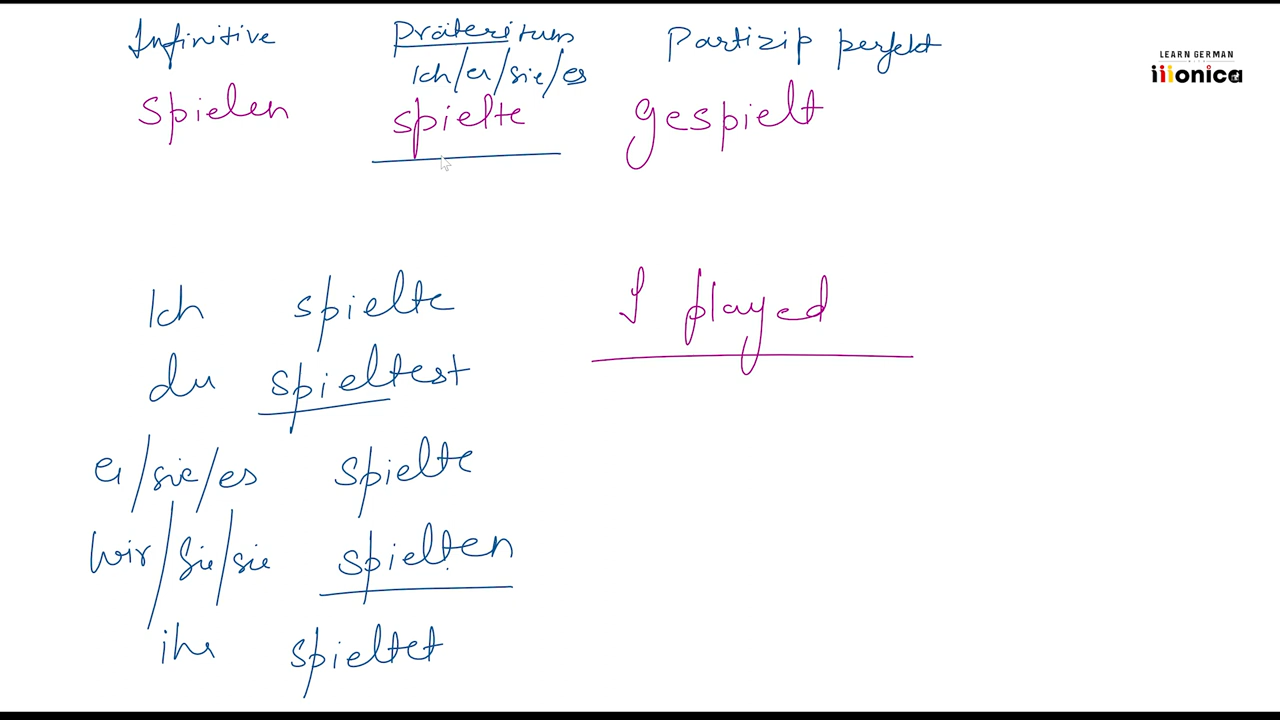 Infinitive Präteritum Partizip perfekt
Ich/er/sie/es
spielen spielte gespielt
LEARN GERMAN
Ich spielte I played
du spieltest
er/sie/es spielte
wir/Sie/sie spielten
ihr spieltet